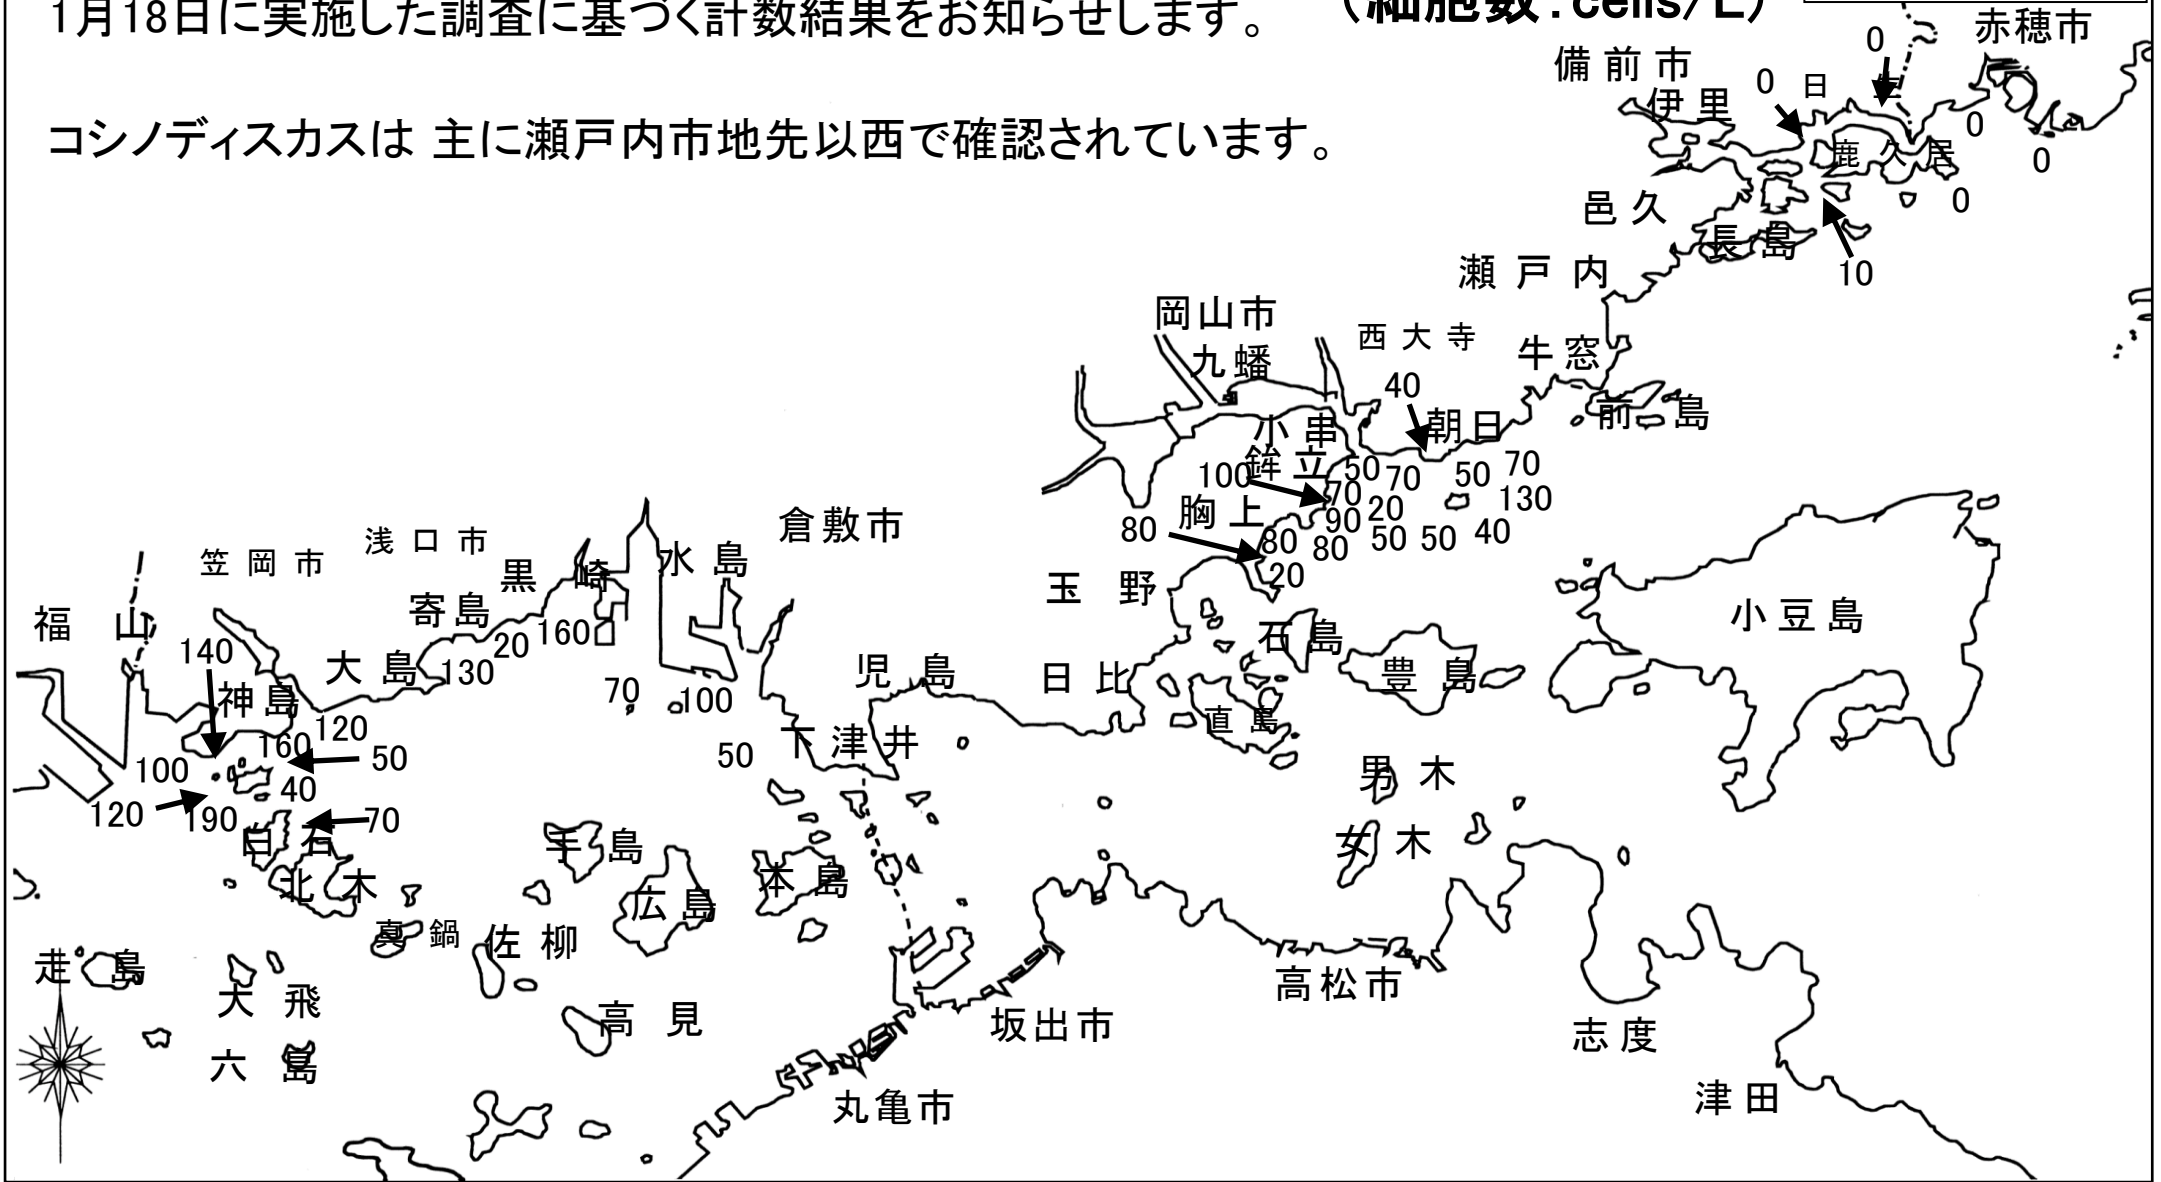 1月18日に実施した調査に基づく計数結果をお知らせします。
（細胞数:cells/L）
コシノディスカスは 主に瀬戸内市地先以西で確認されています。
赤穂市
0
備前市
0
日 生
伊 里
0
鹿 久 居
0
邑 久
0
長 島
瀬 戸 内
10
岡山市
西 大 寺
牛 窓
九 蟠
40
前 島
小 串
朝日
鉾 立
100
50
70
50
70
70
20
130
胸 上
80
90
80
80
50
50
40
20
倉敷市
浅 口 市
笠 岡 市
黒 崎
水 島
玉 野
小 豆 島
寄島
福 山
20
160
石 島
140
大 島
130
児 島
日 比
豊 島
神 島
70
100
直 島
120
160
50
50
下 津 井
100
40
男 木
120
190
70
白 石
手 島
女 木
北 木
本 島
広 島
真 鍋
佐 柳
走 島
高松市
大 飛
高 見
坂出市
志 度
六 島
丸亀市
津 田